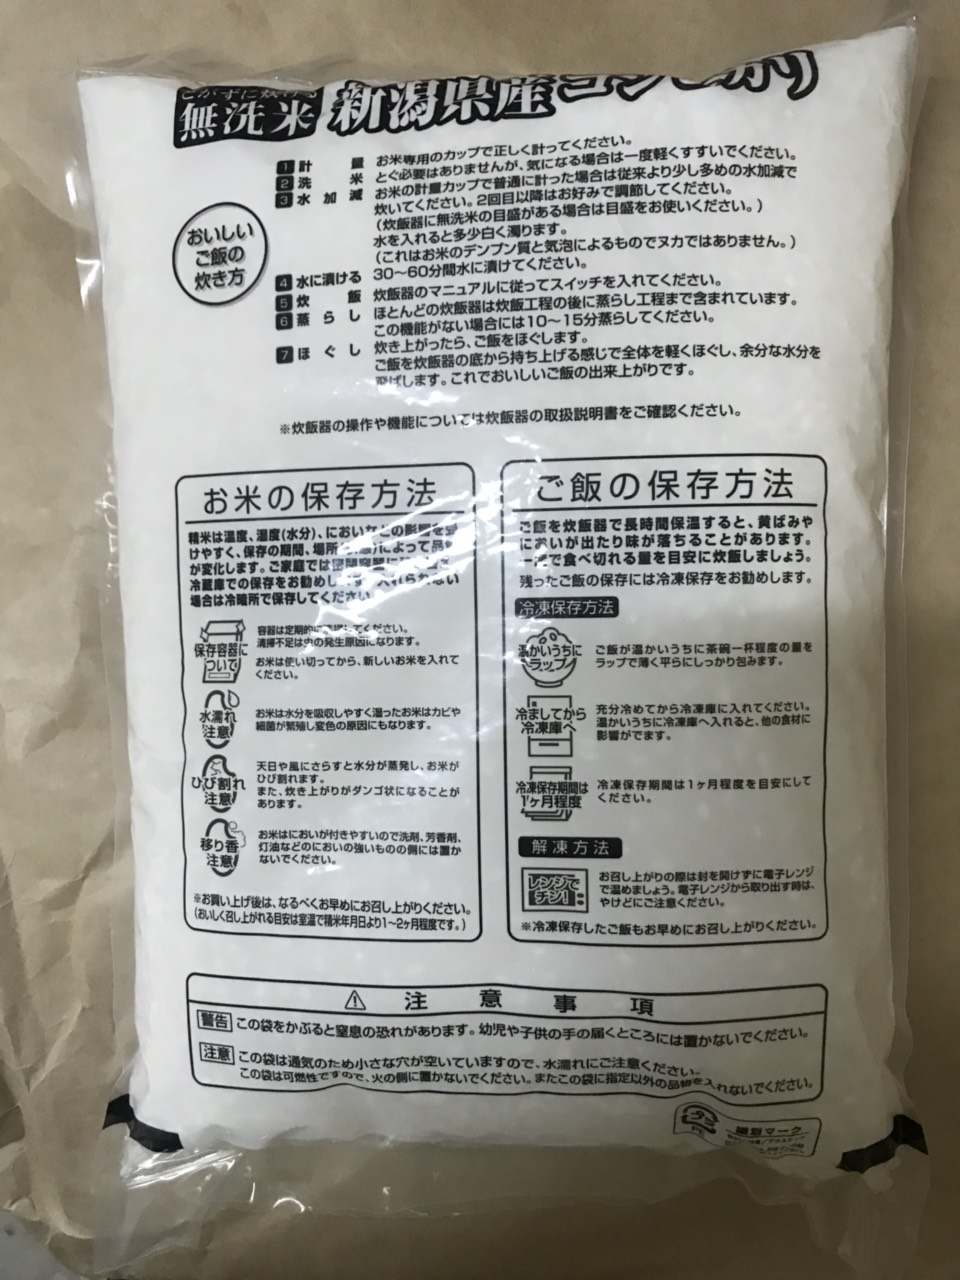 とがずに炊ける
無洗米
新潟県産コシヒカリ
おいしい
ご飯の
炊き方
1 計量 お米専用のカップで正しく計ってください。
2 洗米 とぐ必要はありませんが、気になる場合は一度軽くすすいでください。
3 水加減 お米の計量カップで普通に計った場合は従来より少し多めの水加減で
炊いてください。2回目以降はお好みで調節してください。
(炊飯器に無洗米の目盛がある場合は目盛をお使いください。)
水を入れると多少白く濁ります。
(これはお米のデンプン質と気泡によるものでヌカではありません。)
4 水に漬ける 30〜60分間水に漬けてください。
5 炊飯 炊飯器のマニュアルに従ってスイッチを入れてください。
6 蒸らし ほとんどの炊飯器は炊飯工程の後に蒸らし工程まで含まれています。
この機能がない場合には10〜15分蒸らしてください。
7 ほぐし 炊き上がったら、ご飯をほぐします。
ご飯を炊飯器の底から持ち上げる感じで全体を軽くほぐし、余分な水分を
飛ばします。これでおいしいご飯の出来上がりです。
※炊飯器の操作や機能については炊飯器の取扱説明書をご確認ください。
お米の保存方法
精米は温度、湿度(水分)、においなどの影響を受
けやすく、保存の期間、場所 によって品
が変化します。ご家庭では
冷蔵庫での保存をお勧めし 入れられない
場合は冷暗所で保存してください
保存容器に
ついて
容器は定期的に ください。
清掃不足は虫の発生原因になります。
お米は使い切ってから、新しいお米を入れて
ください。
水濡れ
注意
お米は水分を吸収しやすく湿ったお米はカビや
細菌が繁殖し変色の原因にもなります。
ひび割れ
注意
天日や風にさらすと水分が蒸発し、お米が
ひび割れます。
また、炊き上がりがダンゴ状になることが
あります。
移り香
注意
お米はにおいが付きやすいので洗剤、芳香剤、
灯油などのにおいの強いものの側には置か
ないでください。
※お買い上げ後は、なるべくお早めにお召し上がりください。
(おいしく召し上がれる目安は室温で精米年月日より1〜2ヶ月程度です。)
ご飯の保存方法
ご飯を炊飯器で長時間保温すると、黄ばみや
においが出たり味が落ちることがあります。
一度で食べ切れる量を目安に炊飯しましょう。
残ったご飯の保存には冷凍保存をお勧めします。
冷凍保存方法
温かいうちに
ラップ
ご飯が温かいうちに茶碗一杯程度の量を
ラップで薄く平らにしっかり包みます。
冷ましてから
冷凍庫へ
充分冷めてから冷凍庫に入れてください。
温かいうちに冷凍庫へ入れると、他の食材に
影響がでます。
冷凍保存期間は
1ヶ月程度
冷凍保存期間は1ヶ月程度を目安にして
ください。
解凍方法
レンジで
チン!
お召し上がりの際は封を開けずに電子レンジ
で温めましょう。電子レンジから取り出す時は、
やけどにご注意ください。
※冷凍保存したご飯もお早めにお召し上がりください。
⚠ 注意事項
警告 この袋をかぶると窒息の恐れがあります。幼児や子供の手の届くところには置かないでください。
注意 この袋は通気のため小さな穴が空いていますので、水濡れにご注意ください。
この袋は可燃性ですので、火の側に置かないでください。またこの袋に指定以外の品物を入れないでください。
プラ
PE
識別マーク